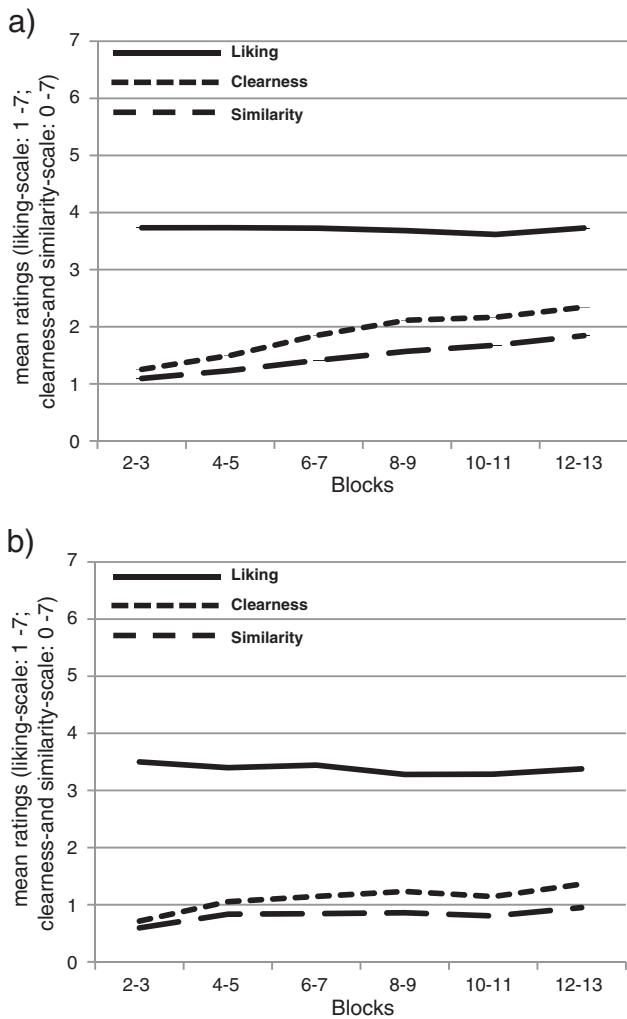 a)
7
6
5
4
3
2
1
0
mean ratings (liking-scale: 1 -7;
clearness-and similarity-scale: 0 -7)
Liking
Clearness
Similarity
2-3 4-5 6-7 8-9 10-11 12-13
Blocks
b)
7
6
5
4
3
2
1
0
mean ratings (liking-scale: 1 -7;
clearness-and similarity-scale: 0 -7)
Liking
Clearness
Similarity
2-3 4-5 6-7 8-9 10-11 12-13
Blocks